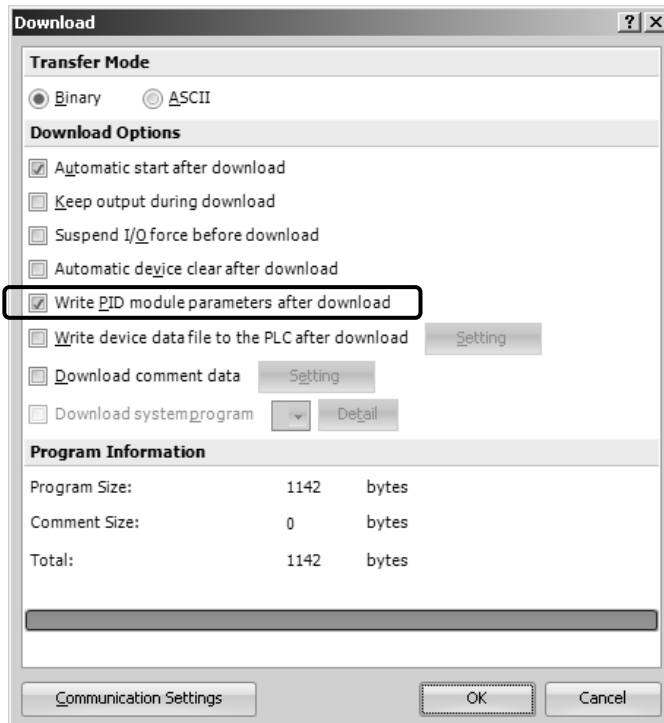 Download
Transfer Mode
Binary ASCII
Download Options
Automatic start after download
Keep output during download
Suspend I/O force before download
Automatic device clear after download
Write PID module parameters after download
Write device data file to the PLC after download Setting
Download comment data Setting
Download system program Detail
Program Information
Program Size: 1142 bytes
Comment Size: 0 bytes
Total: 1142 bytes
Communication Settings OK Cancel